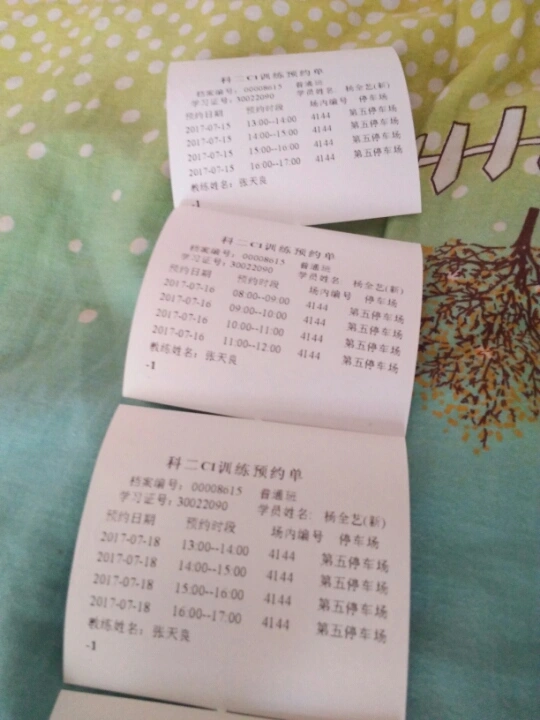 科二C1训练预约单
档案编号：00008615 普通班
学习证号：30022090 学员姓名 杨全艺(新)
预约日期 预约时段 场内编号 停车场
2017-07-15 13:00--14:00 4144 第五停车场
2017-07-15 14:00--15:00 4144 第五停车场
2017-07-15 15:00--16:00 4144 第五停车场
2017-07-15 16:00--17:00 4144 第五停车场
教练姓名：张天良
-1
科二C1训练预约单
档案编号：00008615 普通班
学习证号：30022090 学员姓名： 杨全艺(新)
预约日期 预约时段 场内编号 停车场
2017-07-16 08:00--09:00 4144 第五停车场
2017-07-16 09:00--10:00 4144 第五停车场
2017-07-16 10:00--11:00 4144 第五停车场
2017-07-16 11:00--12:00 4144 第五停车场
教练姓名：张天良
-1
科二C1训练预约单
档案编号：00008615 普通班
学习证号：30022090 学员姓名: 杨全艺(新)
预约日期 预约时段 场内编号 停车场
2017-07-18 13:00--14:00 4144 第五停车场
2017-07-18 14:00--15:00 4144 第五停车场
2017-07-18 15:00--16:00 4144 第五停车场
2017-07-18 16:00--17:00 4144 第五停车场
教练姓名：张天良
-1